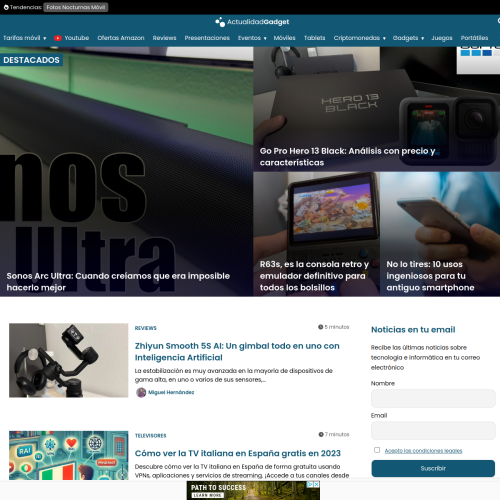 Tendencias: Fotos Nocturnas Móvil
ActualidadGadget
Tarifas móvil Youtube Ofertas Amazon Reviews Presentaciones Eventos Móviles Tablets Criptomonedas Gadgets Juegos Portátiles
DESTACADOS
HERO 13
BLACK
Go Pro Hero 13 Black: Análisis con precio y
características
nos
Ultra
Sonos Arc Ultra: Cuando creíamos que era imposible
hacerlo mejor
R63s, es la consola retro y
emulador definitivo para
todos los bolsillos
No lo tires: 10 usos
ingeniosos para tu
antiguo smartphone
REVIEWS 5 minutos
Zhiyun Smooth 5S AI: Un gimbal todo en uno con
Inteligencia Artificial
La estabilización es muy avanzada en la mayoría de dispositivos de
gama alta, en uno o varios de sus sensores,...
Miguel Hernández
TELEVISORES 7 minutos
Cómo ver la TV italiana en España gratis en 2023
Descubre cómo ver la TV italiana en España de forma gratuita usando
VPNs, aplicaciones y servicios de streaming. ¡Accede a tus canales desde
RAI
Noticias en tu email
Recibe las últimas noticias sobre
tecnología e informática en tu correo
electrónico
Nombre
Email
Acepto las condiciones legales
Suscribir
PATH TO
SUCCESS
LEARN MORE